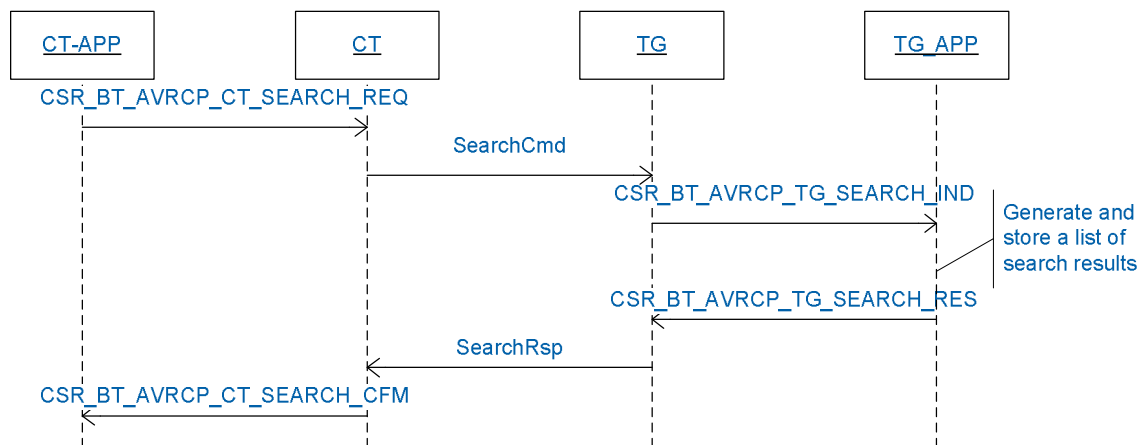 CT-APP
CT
TG
TG_APP
CSR_BT_AVRCP_CT_SEARCH_REQ
SearchCmd
CSR_BT_AVRCP_TG_SEARCH_IND
Generate and
store a list of
search results
CSR_BT_AVRCP_TG_SEARCH_RES
SearchRsp
CSR_BT_AVRCP_CT_SEARCH_CFM